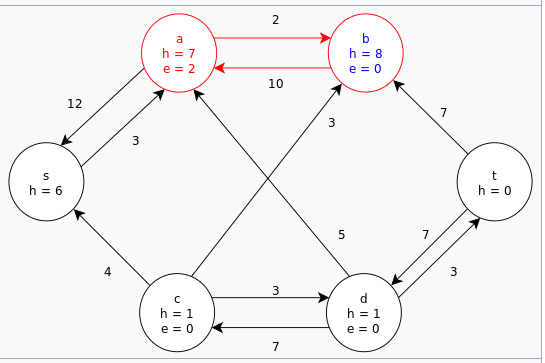 2
a
h = 7
e = 2
b
h = 8
e = 0
10
12
3
3
7
s
h = 6
t
h = 0
4
5
7
3
c
h = 1
e = 0
3
d
h = 1
e = 0
7